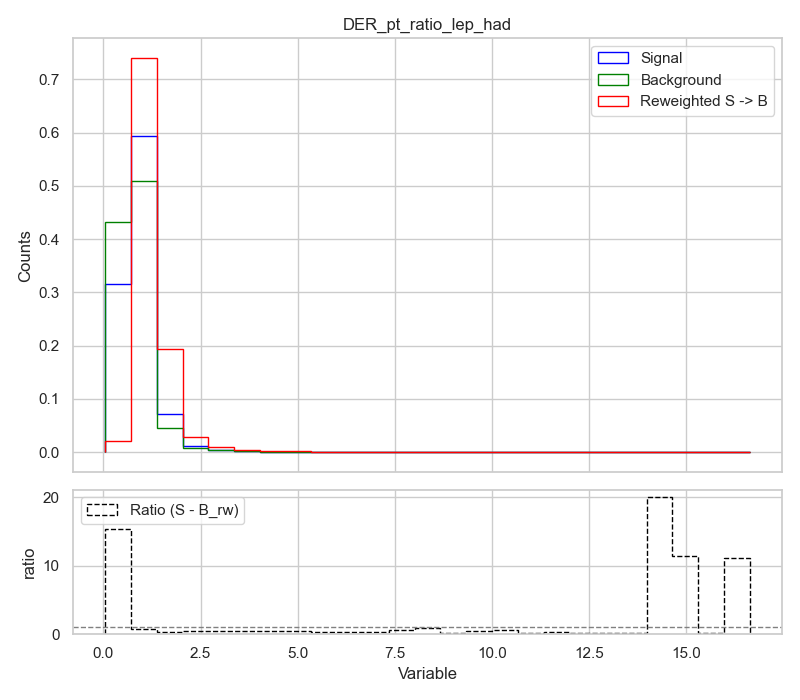 DER_pt_ratio_lep_had
Signal
Background
Reweighted S -> B
Counts
0.7
0.6
0.5
0.4
0.3
0.2
0.1
0.0
Ratio (S - B_rw)
ratio
20
10
0
0.0 2.5 5.0 7.5 10.0 12.5 15.0
Variable